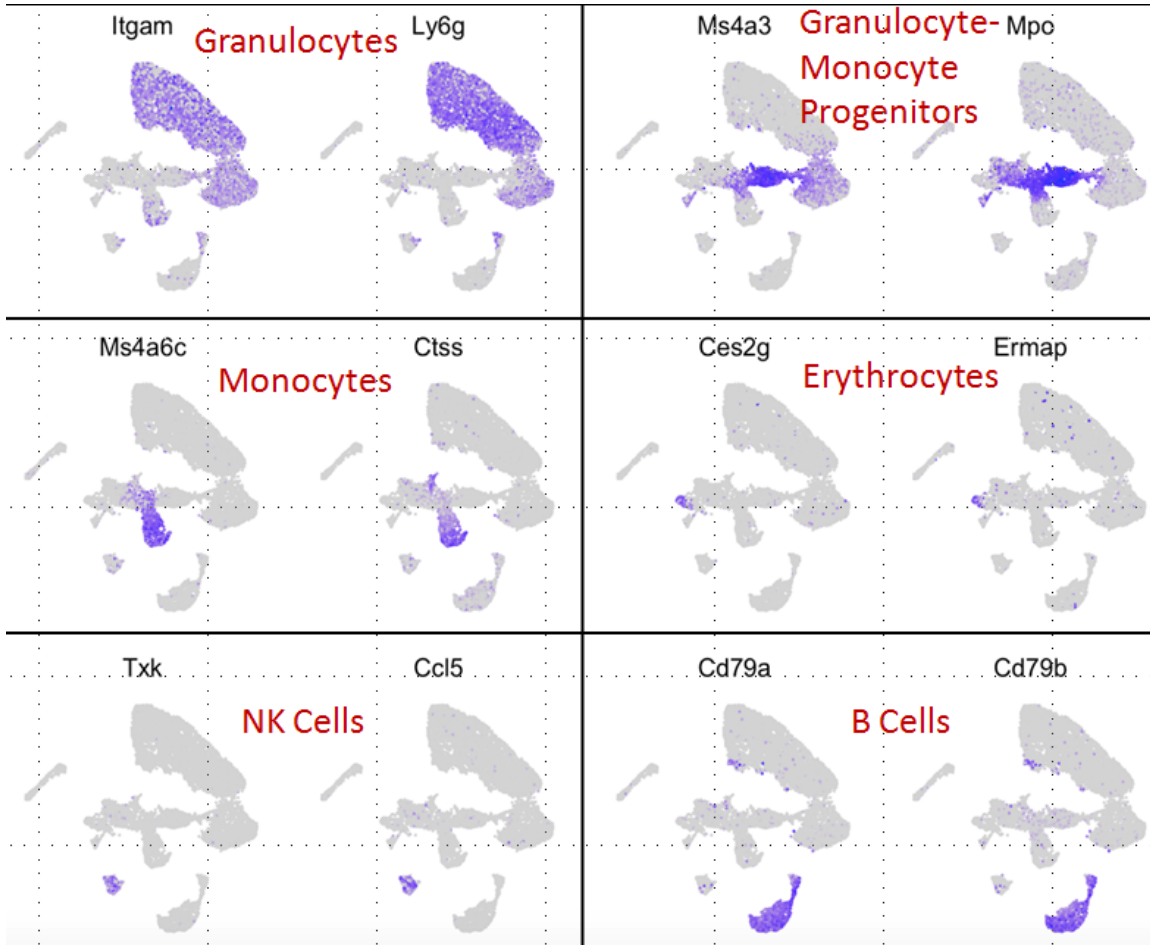 Itgam
Granulocytes
Ly6g
Ms4a3
Granulocyte-
Monocyte
Progenitors
Mpo
Ms4a6c
Monocytes
Ctss
Ces2g
Erythrocytes
Ermap
Txk
NK Cells
Ccl5
Cd79a
B Cells
Cd79b